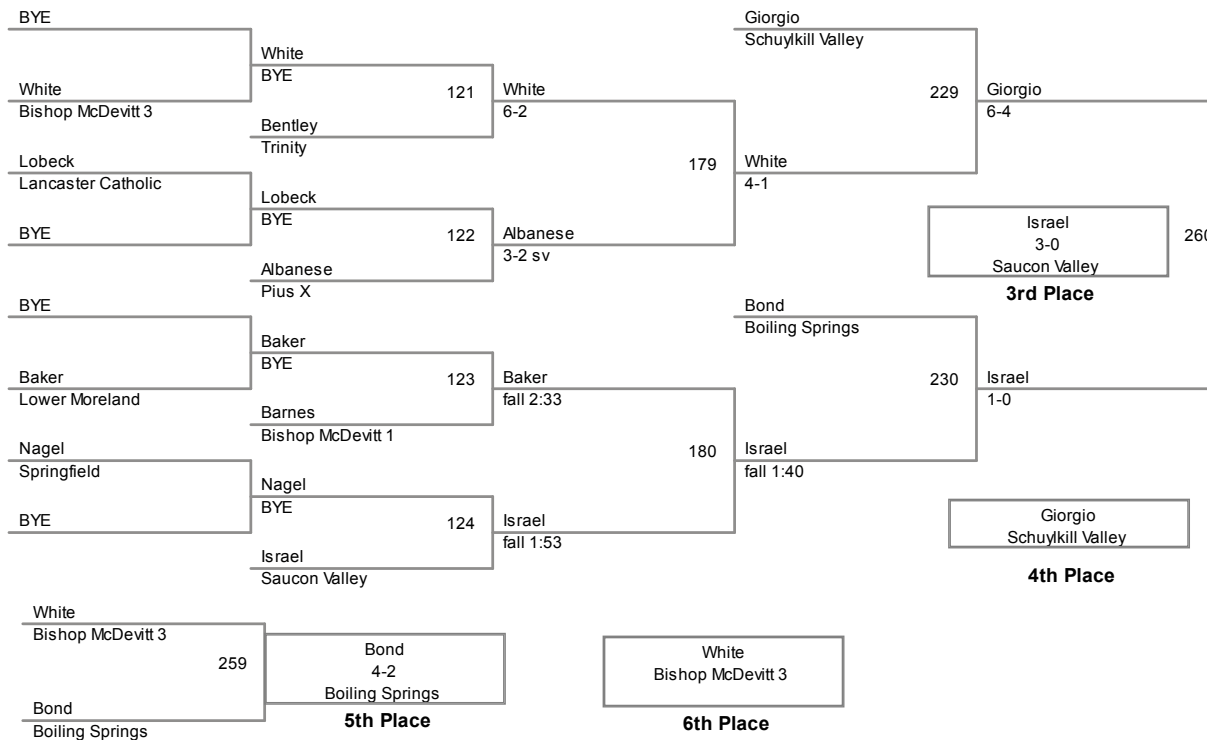 BYE
White
Bishop McDevitt 3
Lobeck
Lancaster Catholic
BYE
BYE
Baker
Lower Moreland
Nagel
Springfield
BYE
White
BYE
121
Bentley
Trinity
Lobeck
BYE
122
Albanese
Pius X
Baker
BYE
123
Barnes
Bishop McDevitt 1
Nagel
BYE
124
Israel
Saucon Valley
White
6-2
179
Albanese
3-2 sv
Baker
fall 2:33
180
Israel
fall 1:53
Giorgio
Schuylkill Valley
229
White
4-1
Bond
Boiling Springs
230
Israel
fall 1:40
Giorgio
6-4
Israel
3-0
Saucon Valley
260
3rd Place
Israel
1-0
Giorgio
Schuylkill Valley
4th Place
White
Bishop McDevitt 3
259
Bond
Boiling Springs
Bond
4-2
Boiling Springs
5th Place
White
Bishop McDevitt 3
6th Place